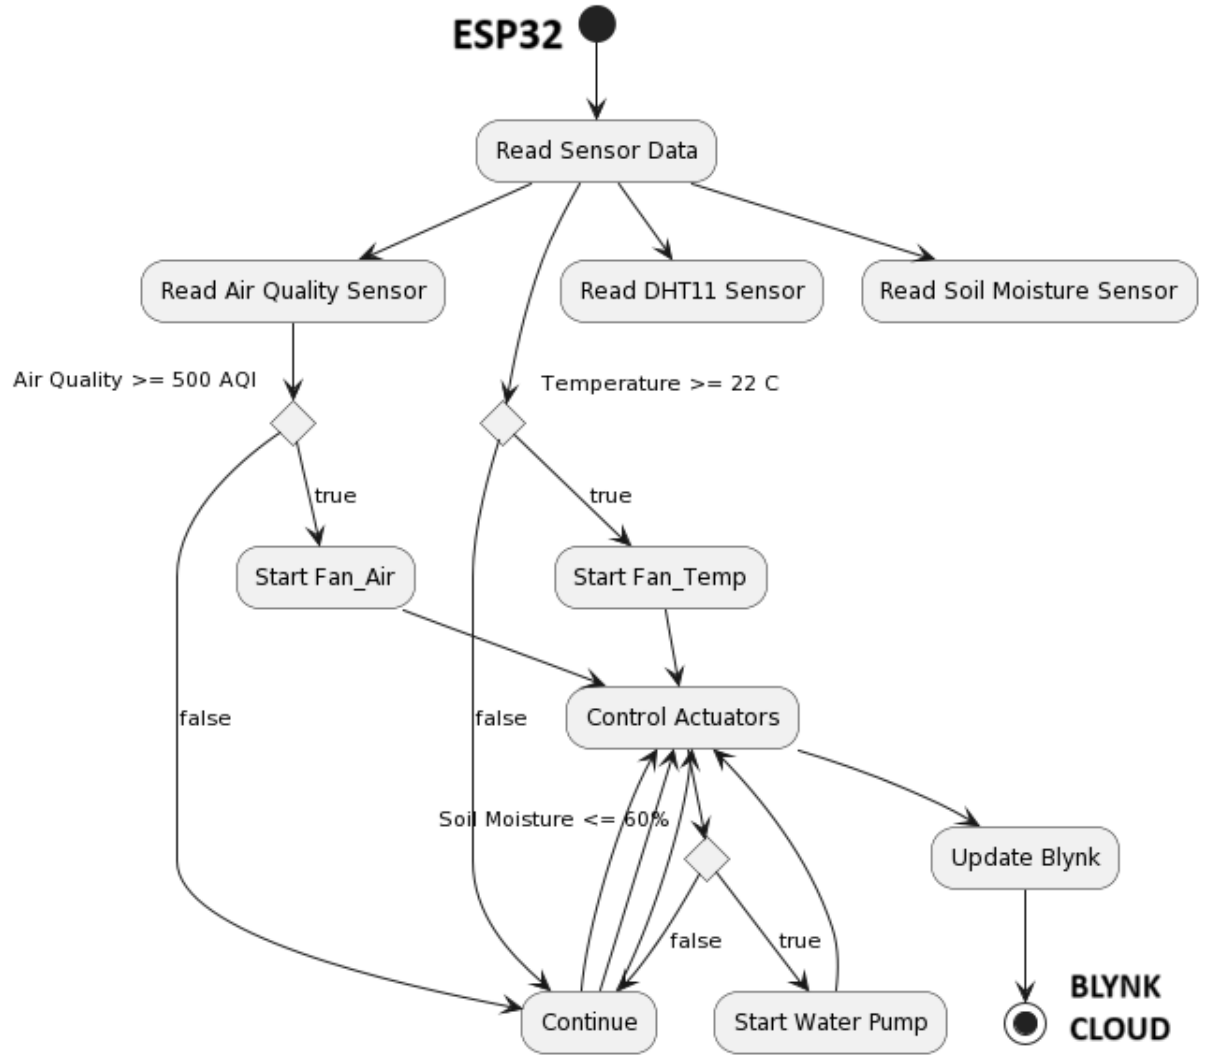 ESP32
Read Sensor Data
Read Air Quality Sensor
Read DHT11 Sensor
Read Soil Moisture Sensor
Air Quality >= 500 AQI
Temperature >= 22 C
true
true
Start Fan_Air
Start Fan_Temp
false
false
Control Actuators
Soil Moisture <= 60%
Update Blynk
false
true
Continue
Start Water Pump
BLYNK
CLOUD